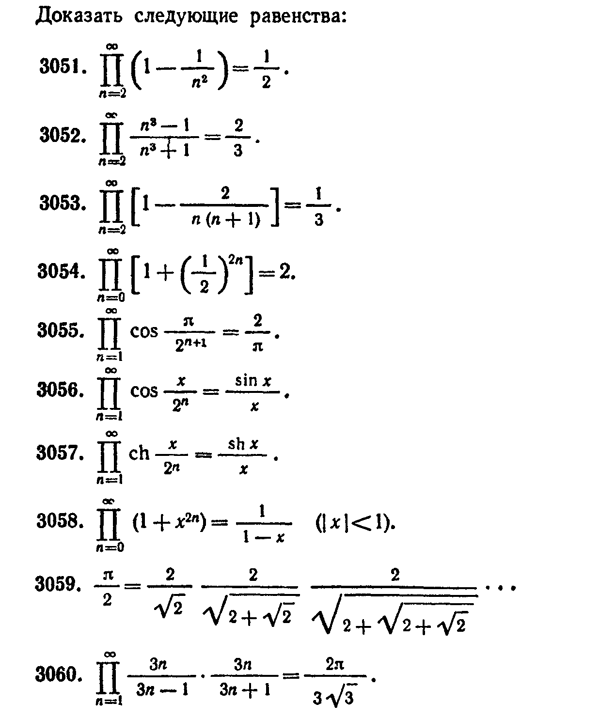 Доказать следующие равенства:
3051. ∏_{n=2}^{∞} (1 − 1/n²) = 1/2.
3052. ∏_{n=2}^{∞} (n³ − 1)/(n³ + 1) = 2/3.
3053. ∏_{n=2}^{∞} [1 − 2/(n (n + 1))] = 1/3.
3054. ∏_{n=0}^{∞} [1 + (1/2)^{2n}] = 2.
3055. ∏_{n=1}^{∞} cos π/2^{n+1} = 2/π.
3056. ∏_{n=1}^{∞} cos x/2ⁿ = sin x/x.
3057. ∏_{n=1}^{∞} ch x/2ⁿ = sh x/x.
3058. ∏_{n=0}^{∞} (1 + x^{2n}) = 1/(1 − x) (|x| < 1).
3059. π/2 = 2/√2 2/√(2 + √2) 2/√(2 + √(2 + √2)) ...
3060. ∏_{n=1}^{∞} 3n/(3n − 1) · 3n/(3n + 1) = 2π/(3√3).